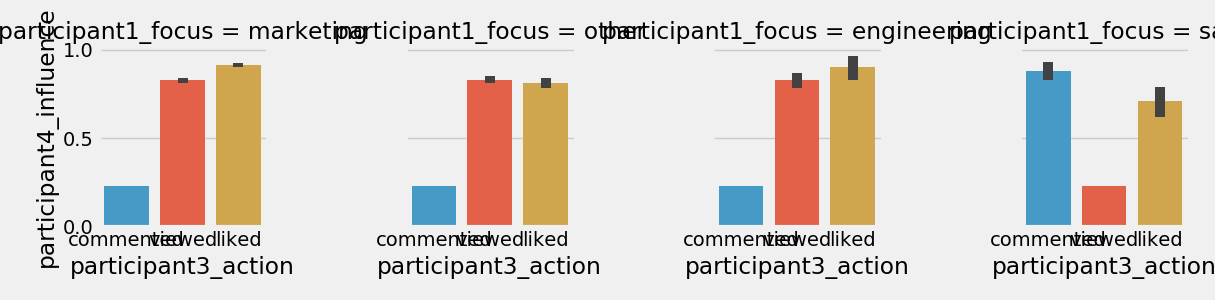 participant1_focus = marketing
participant1_focus = other
participant1_focus = engineering
participant1_focus = sa
participant4_influence
1.0
0.5
0.0
commented viewed liked
commented viewed liked
commented viewed liked
commented viewed liked
participant3_action
participant3_action
participant3_action
participant3_action